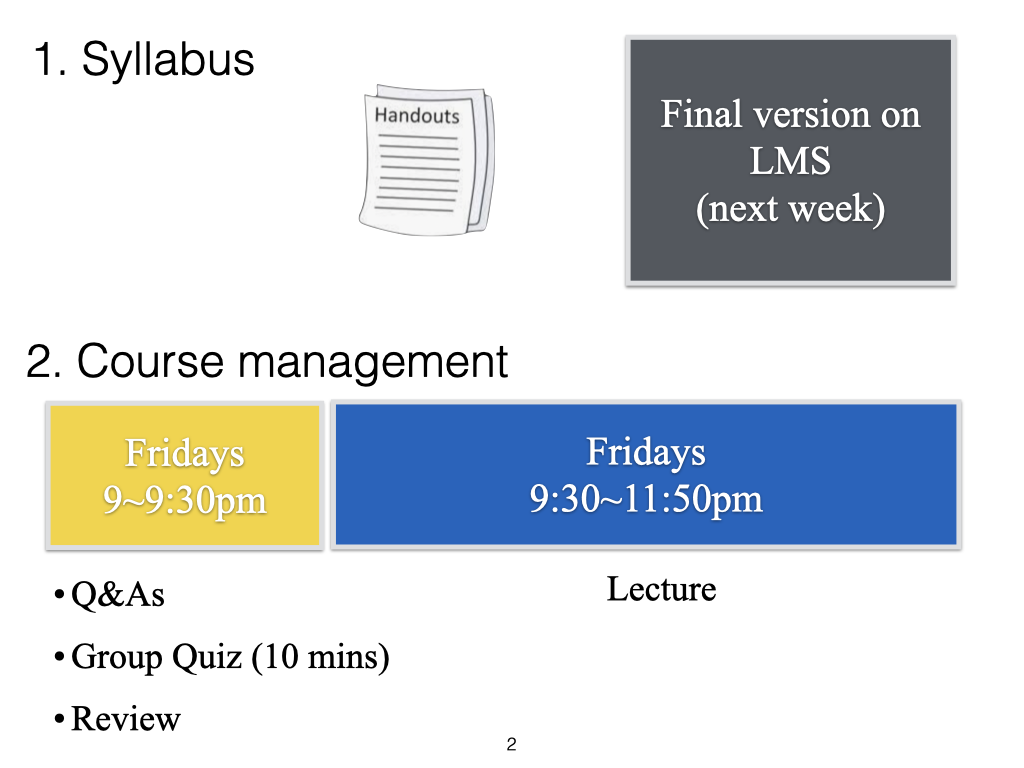 1. Syllabus
Handouts
Final version on
LMS
(next week)
2. Course management
Fridays
9~9:30pm
Fridays
9:30~11:50pm
• Q&As
• Group Quiz (10 mins)
• Review
Lecture
2